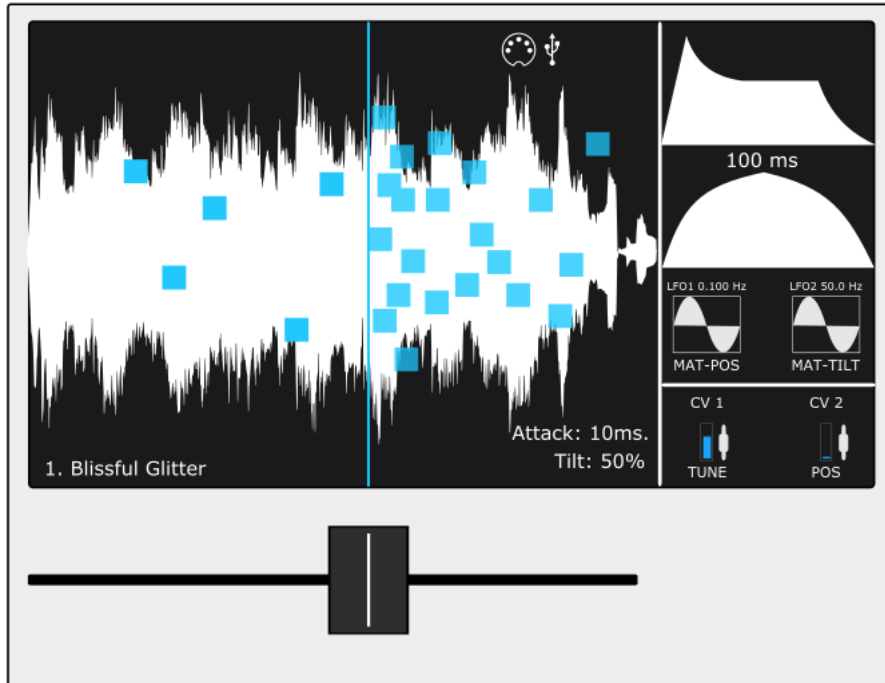 100 ms
LFO1 0.100 Hz
LFO2 50.0 Hz
MAT-POS
MAT-TILT
CV 1
CV 2
TUNE
POS
Attack: 10ms.
Tilt: 50%
1. Blissful Glitter